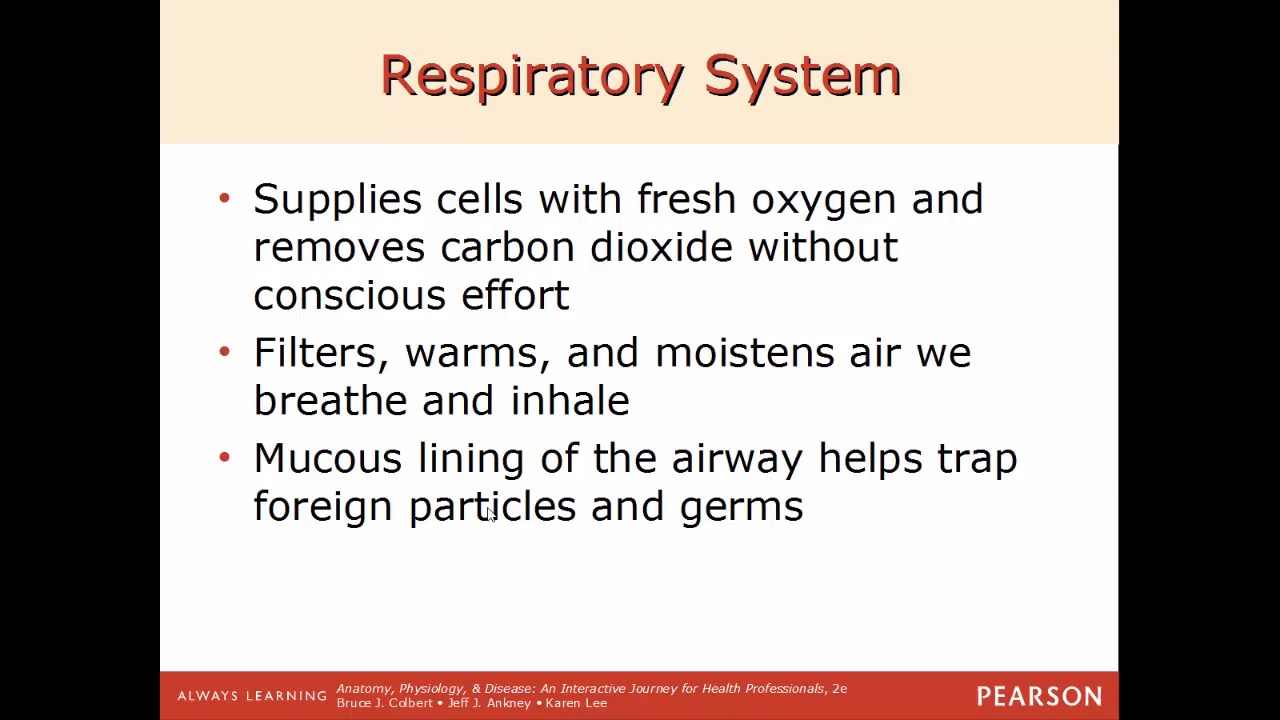 Respiratory System
• Supplies cells with fresh oxygen and
removes carbon dioxide without
conscious effort
• Filters, warms, and moistens air we
breathe and inhale
• Mucous lining of the airway helps trap
foreign particles and germs
ALWAYS LEARNING
Anatomy, Physiology, & Disease: An Interactive Journey for Health Professionals, 2e
Bruce J. Colbert • Jeff J. Ankney • Karen Lee
PEARSON